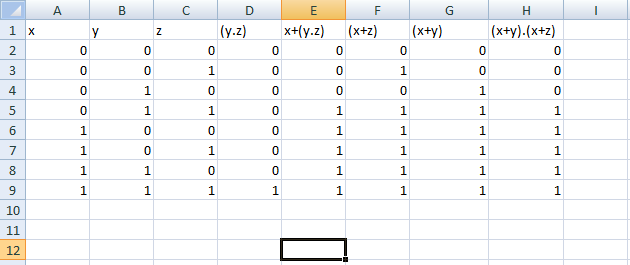 A B C D E F G H I
1 x y z (y.z) x+(y.z) (x+z) (x+y) (x+y).(x+z)
2 0 0 0 0 0 0 0 0
3 0 0 1 0 0 1 0 0
4 0 1 0 0 0 0 1 0
5 0 1 1 0 1 1 1 1
6 1 0 0 0 1 1 1 1
7 1 0 1 0 1 1 1 1
8 1 1 0 0 1 1 1 1
9 1 1 1 1 1 1 1 1
10
11
12